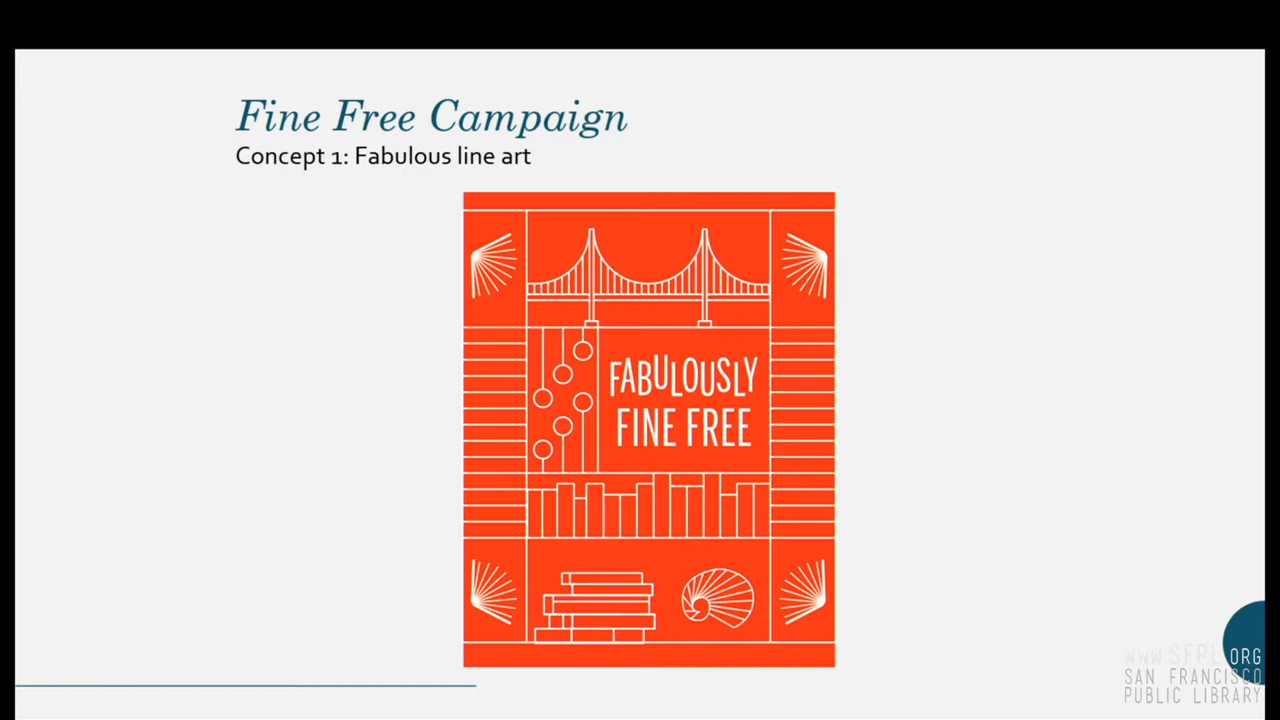 Fine Free Campaign
Concept 1: Fabulous line art
FABULOUSLY
FINE FREE
www.SFPL.ORG
SAN FRANCISCO
PUBLIC LIBRARY